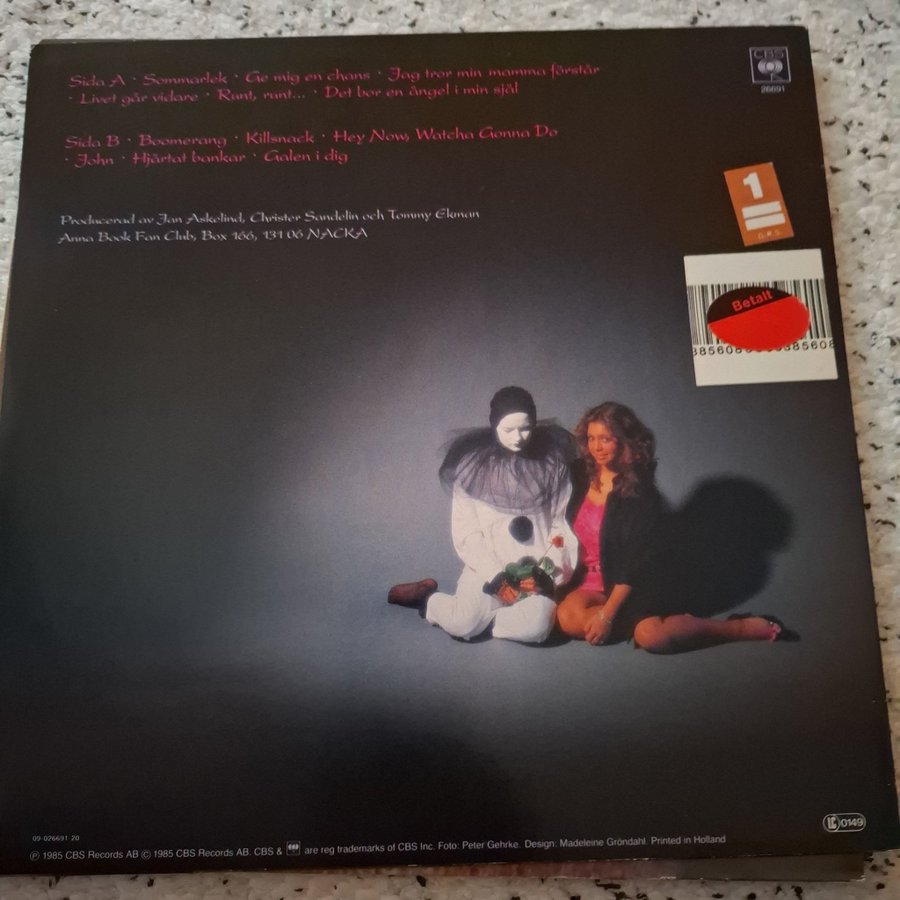 Sida A · Sommarlek · Ge mig en chans · Jag tror min mamma förstår
· Livet går vidare · Runt, runt... · Det bor en ängel i min själ
Sida B · Boomerang · Killsnack · Hey Now, Watcha Gonna Do
· John · Hjärtat bankar · Galen i dig
Producerad av Jan Askelind, Christer Sandelin och Tommy Ekman
Anna Book Fan Club, Box 166, 131 06 NACKA
CBS
26691
1
Betalt
09-026691-20
℗ 1985 CBS Records AB © 1985 CBS Records AB. CBS & are reg trademarks of CBS Inc. Foto: Peter Gehrke. Design: Madeleine Gröndahl. Printed in Holland
LC 0149